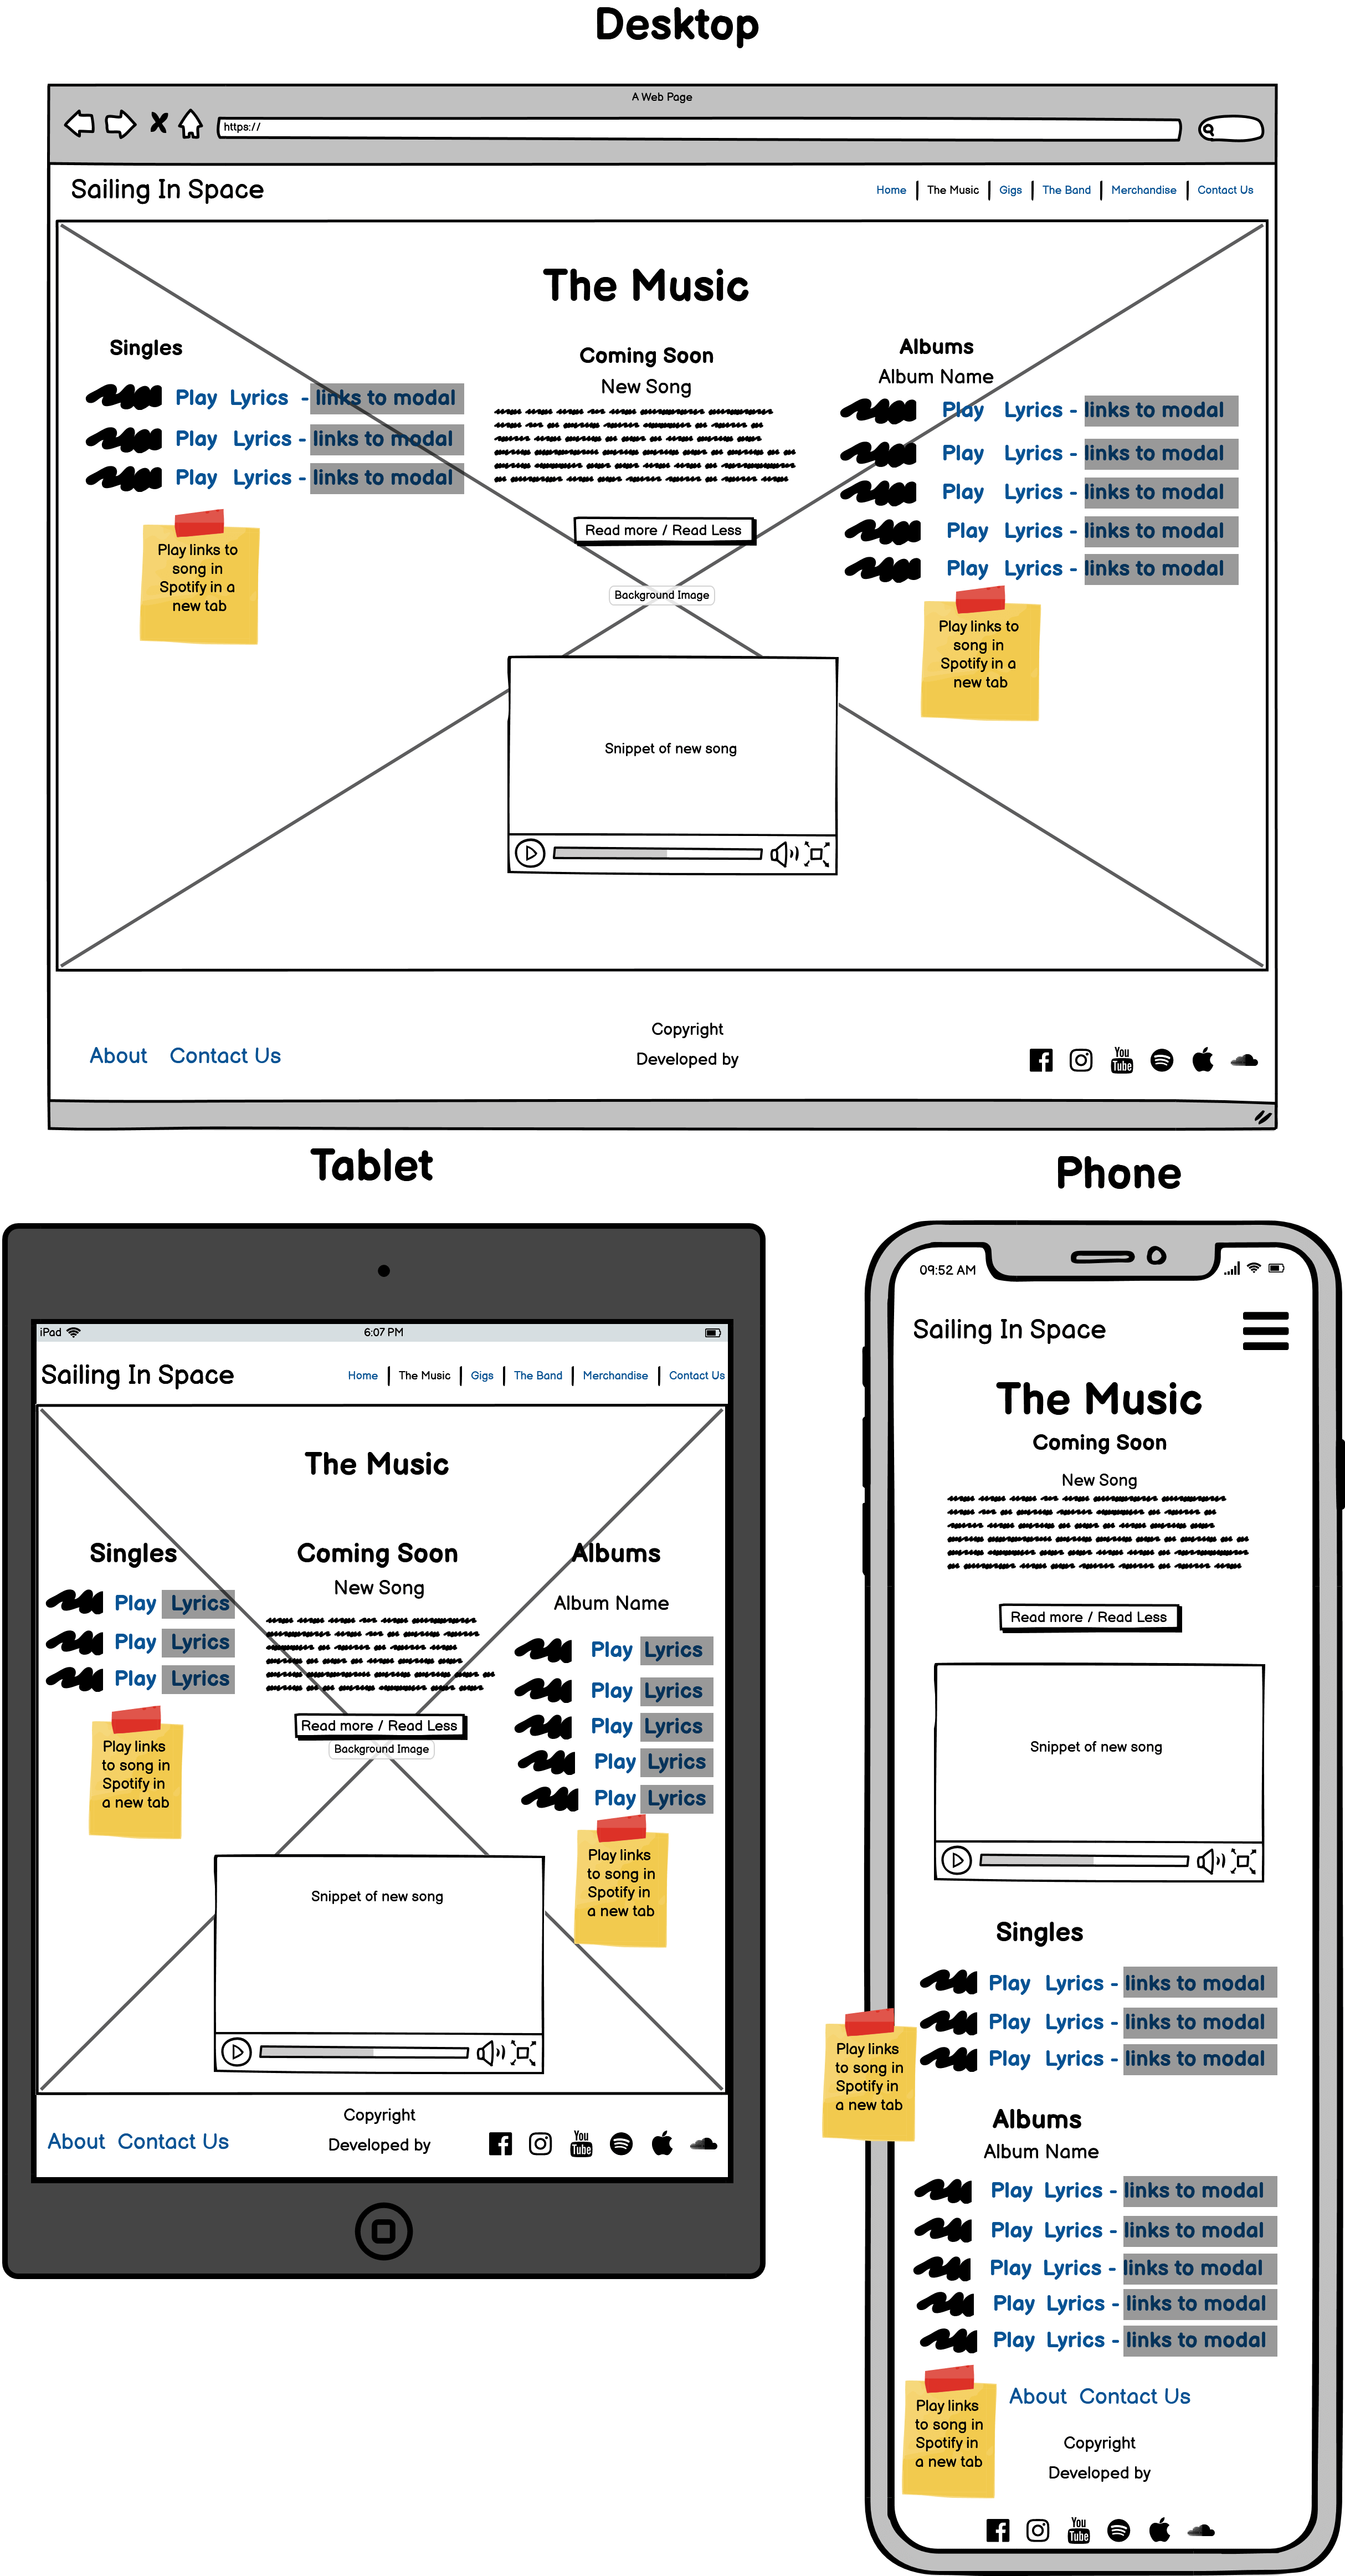 Desktop
A Web Page
https://
Sailing In Space
Home | The Music | Gigs | The Band | Merchandise | Contact Us
The Music
Singles
Play Lyrics - links to modal
Play Lyrics - links to modal
Play Lyrics - links to modal
Play links to
song in
Spotify in a
new tab
Coming Soon
New Song
Read more / Read Less
Background Image
Snippet of new song
Albums
Album Name
Play Lyrics - links to modal
Play Lyrics - links to modal
Play Lyrics - links to modal
Play Lyrics - links to modal
Play Lyrics - links to modal
Play links to
song in
Spotify in a
new tab
About Contact Us
Copyright
Developed by
You
Tube
Tablet
iPad
6:07 PM
Sailing In Space
Home | The Music | Gigs | The Band | Merchandise | Contact Us
The Music
Singles
Play Lyrics
Play Lyrics
Play Lyrics
Play links
to song in
Spotify in
a new tab
Coming Soon
New Song
Read more / Read Less
Background Image
Snippet of new song
Albums
Album Name
Play Lyrics
Play Lyrics
Play Lyrics
Play Lyrics
Play Lyrics
Play links
to song in
Spotify in
a new tab
About Contact Us
Copyright
Developed by
You
Tube
Phone
09:52 AM
Sailing In Space
The Music
Coming Soon
New Song
Read more / Read Less
Snippet of new song
Singles
Play Lyrics - links to modal
Play Lyrics - links to modal
Play Lyrics - links to modal
Play links
to song in
Spotify in
a new tab
Albums
Album Name
Play Lyrics - links to modal
Play Lyrics - links to modal
Play Lyrics - links to modal
Play Lyrics - links to modal
Play Lyrics - links to modal
Play links
to song in
Spotify in
a new tab
About Contact Us
Copyright
Developed by
You
Tube